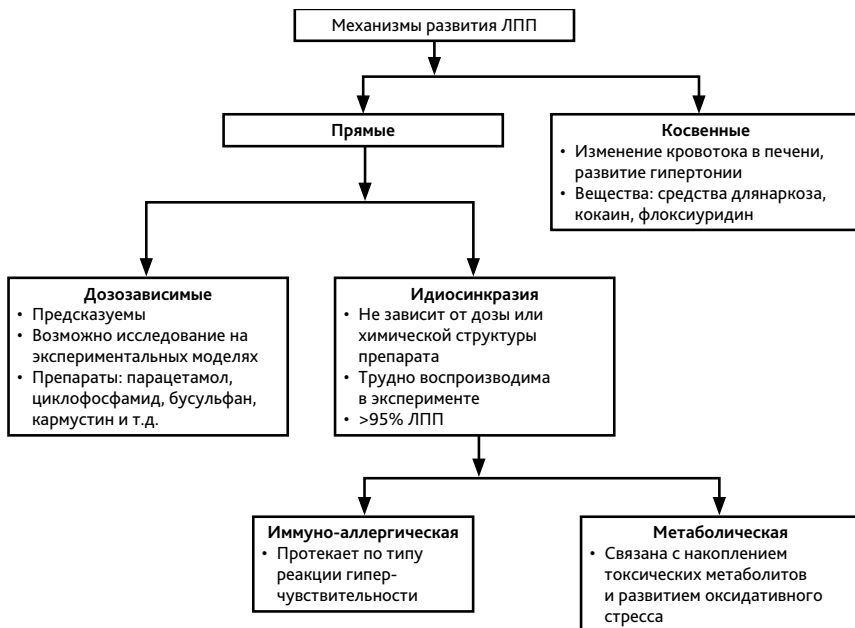 Механизмы развития ЛПП
Прямые
Косвенные
• Изменение кровотока в печени,
развитие гипертонии
• Вещества: средства длянаркоза,
кокаин, флоксиуридин
Дозозависимые
• Предсказуемы
• Возможно исследование на
экспериментальных моделях
• Препараты: парацетамол,
циклофосфамид, бусульфан,
кармустин и т.д.
Идиосинкразия
• Не зависит от дозы или
химической структуры
препарата
• Трудно воспроизводима
в эксперименте
• >95% ЛПП
Иммуно-аллергическая
• Протекает по типу
реакции гипер-
чувствительности
Метаболическая
• Связана с накоплением
токсических метаболитов
и развитием оксидативного
стресса